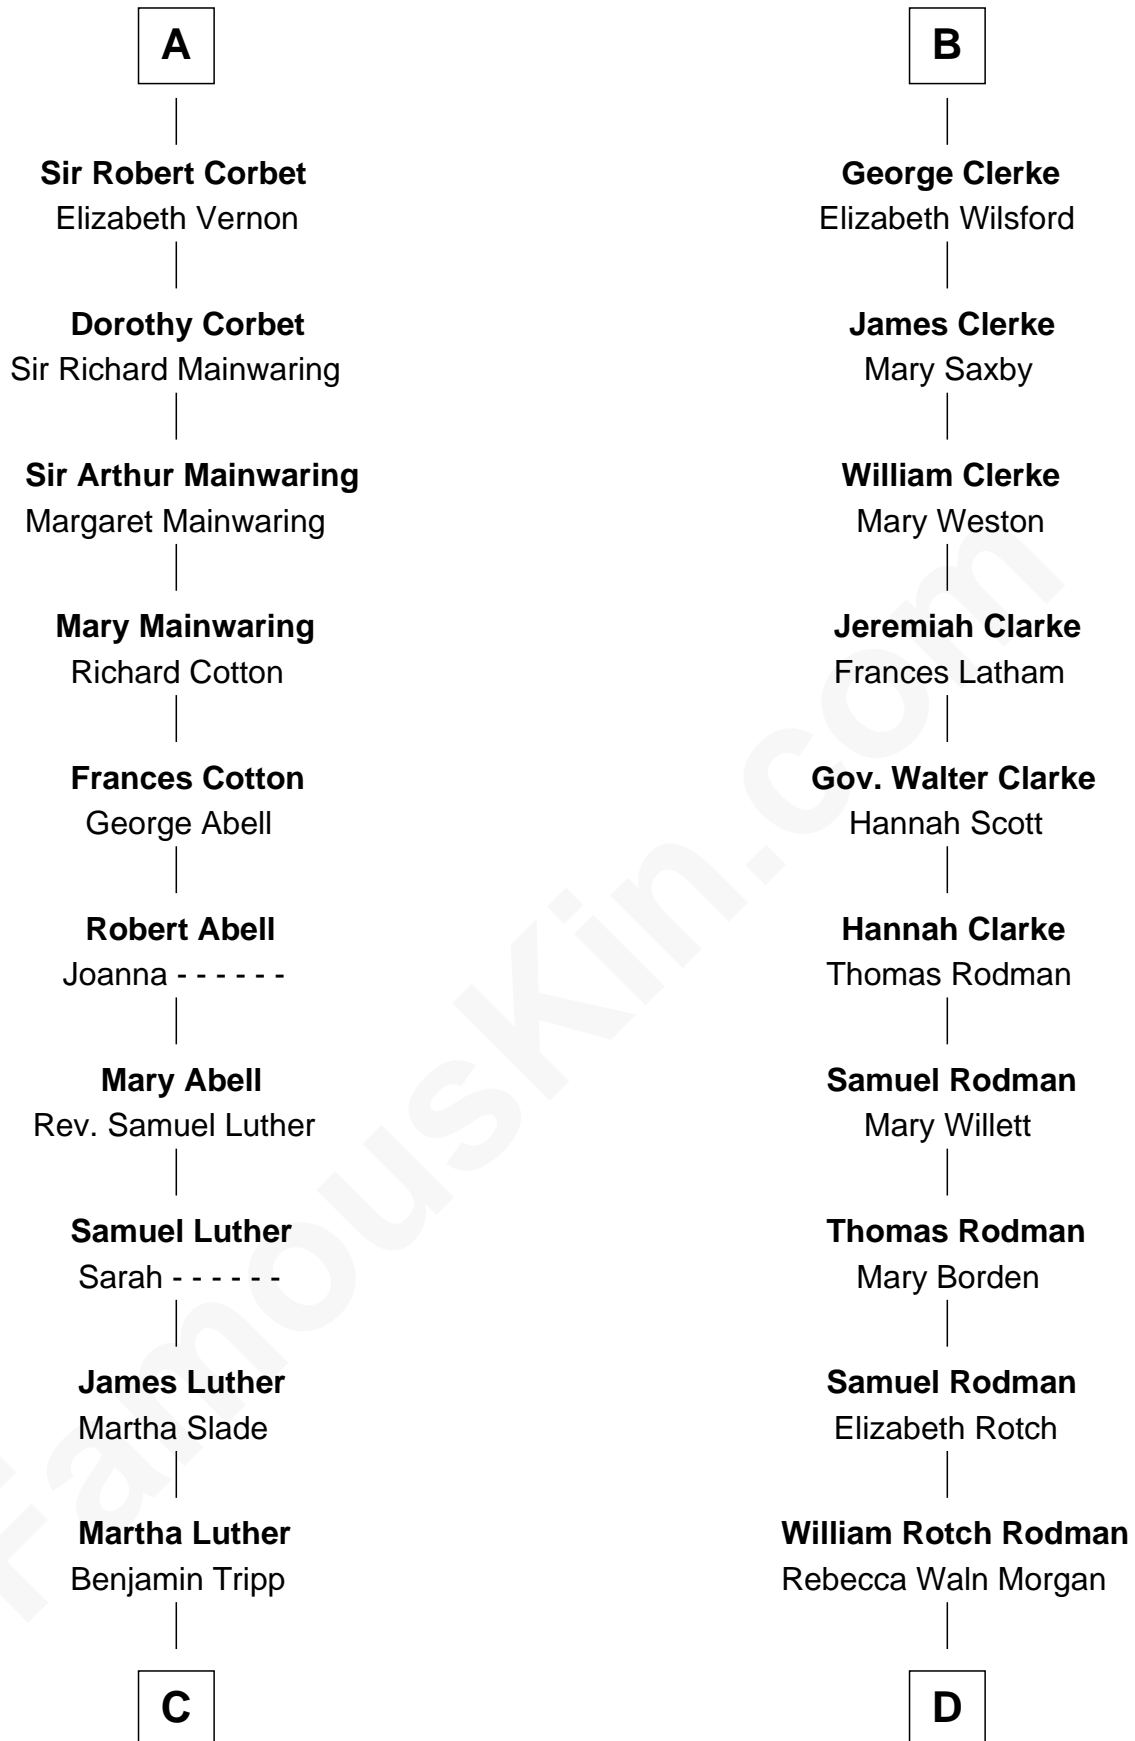 A
Sir Robert Corbet
Elizabeth Vernon
Dorothy Corbet
Sir Richard Mainwaring
Sir Arthur Mainwaring
Margaret Mainwaring
Mary Mainwaring
Richard Cotton
Frances Cotton
George Abell
Robert Abell
Joanna - - - - - -
Mary Abell
Rev. Samuel Luther
Samuel Luther
Sarah - - - - - -
James Luther
Martha Slade
Martha Luther
Benjamin Tripp
C
B
George Clerke
Elizabeth Wilsford
James Clerke
Mary Saxby
William Clerke
Mary Weston
Jeremiah Clarke
Frances Latham
Gov. Walter Clarke
Hannah Scott
Hannah Clarke
Thomas Rodman
Samuel Rodman
Mary Willett
Thomas Rodman
Mary Borden
Samuel Rodman
Elizabeth Rotch
William Rotch Rodman
Rebecca Waln Morgan
D
FamousKin.com